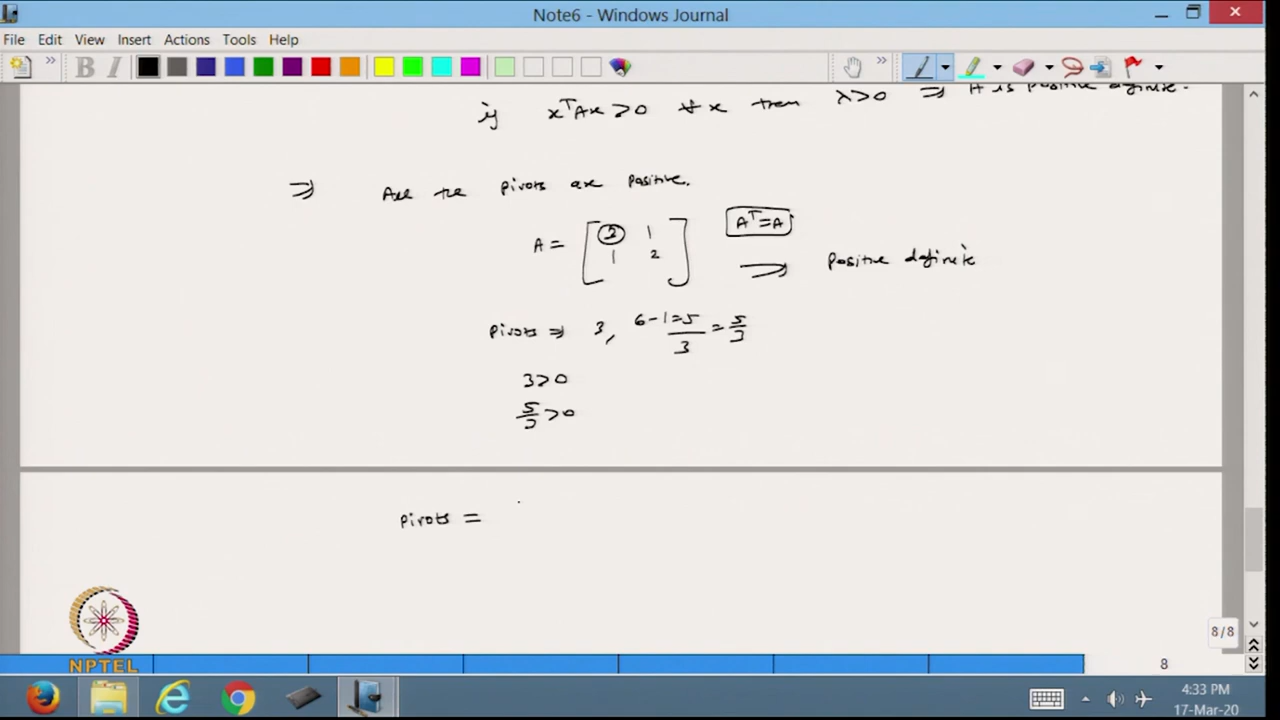 Note6 - Windows Journal
File Edit View Insert Actions Tools Help
if xᵀAx > 0 ∀ x then λ>0 ⇒ A is positive definite.
⇒ All the pivots are positive.
A = [3 1
1 2] Aᵀ=A
⇒ positive definite
pivots ⇒ 3, 6-1=5/3 = 5/3
3>0
5/3>0
pivots =
8/8
NPTEL
8
4:33 PM
17-Mar-20